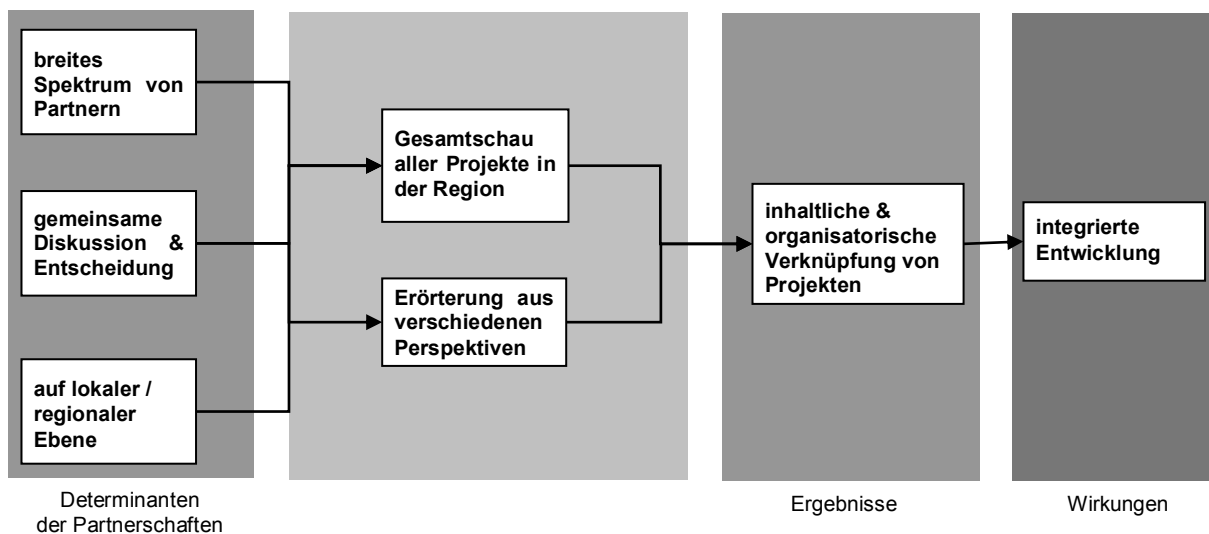 breites
Spektrum von
Partnern
gemeinsame
Diskussion &
Entscheidung
auf lokaler /
regionaler
Ebene
Gesamtschau
aller Projekte in
der Region
Erörterung aus
verschiedenen
Perspektiven
inhaltliche &
organisatorische
Verknüpfung von
Projekten
integrierte
Entwicklung
Determinanten
der Partnerschaften
Ergebnisse
Wirkungen